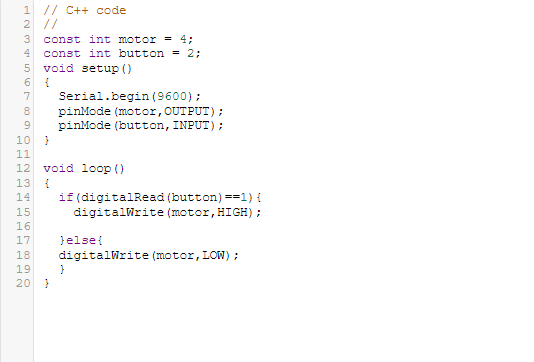 1 // C++ code
2 //
3 const int motor = 4;
4 const int button = 2;
5 void setup()
6 {
7   Serial.begin(9600);
8   pinMode(motor,OUTPUT);
9   pinMode(button,INPUT);
10 }
11
12 void loop()
13 {
14   if(digitalRead(button)==1){
15     digitalWrite(motor,HIGH);
16
17   }else{
18   digitalWrite(motor,LOW);
19   }
20 }